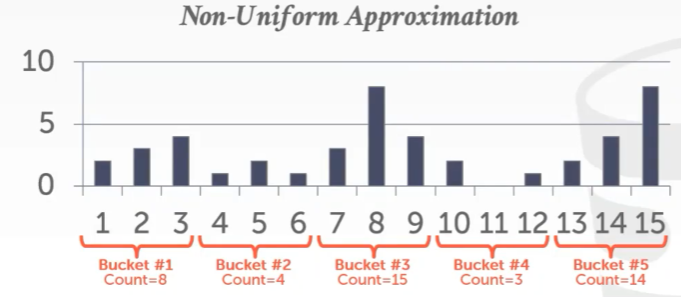 Non-Uniform Approximation
10
5
0
1 2 3 4 5 6 7 8 9 10 11 12 13 14 15
Bucket #1 Bucket #2 Bucket #3 Bucket #4 Bucket #5
Count=8 Count=4 Count=15 Count=3 Count=14